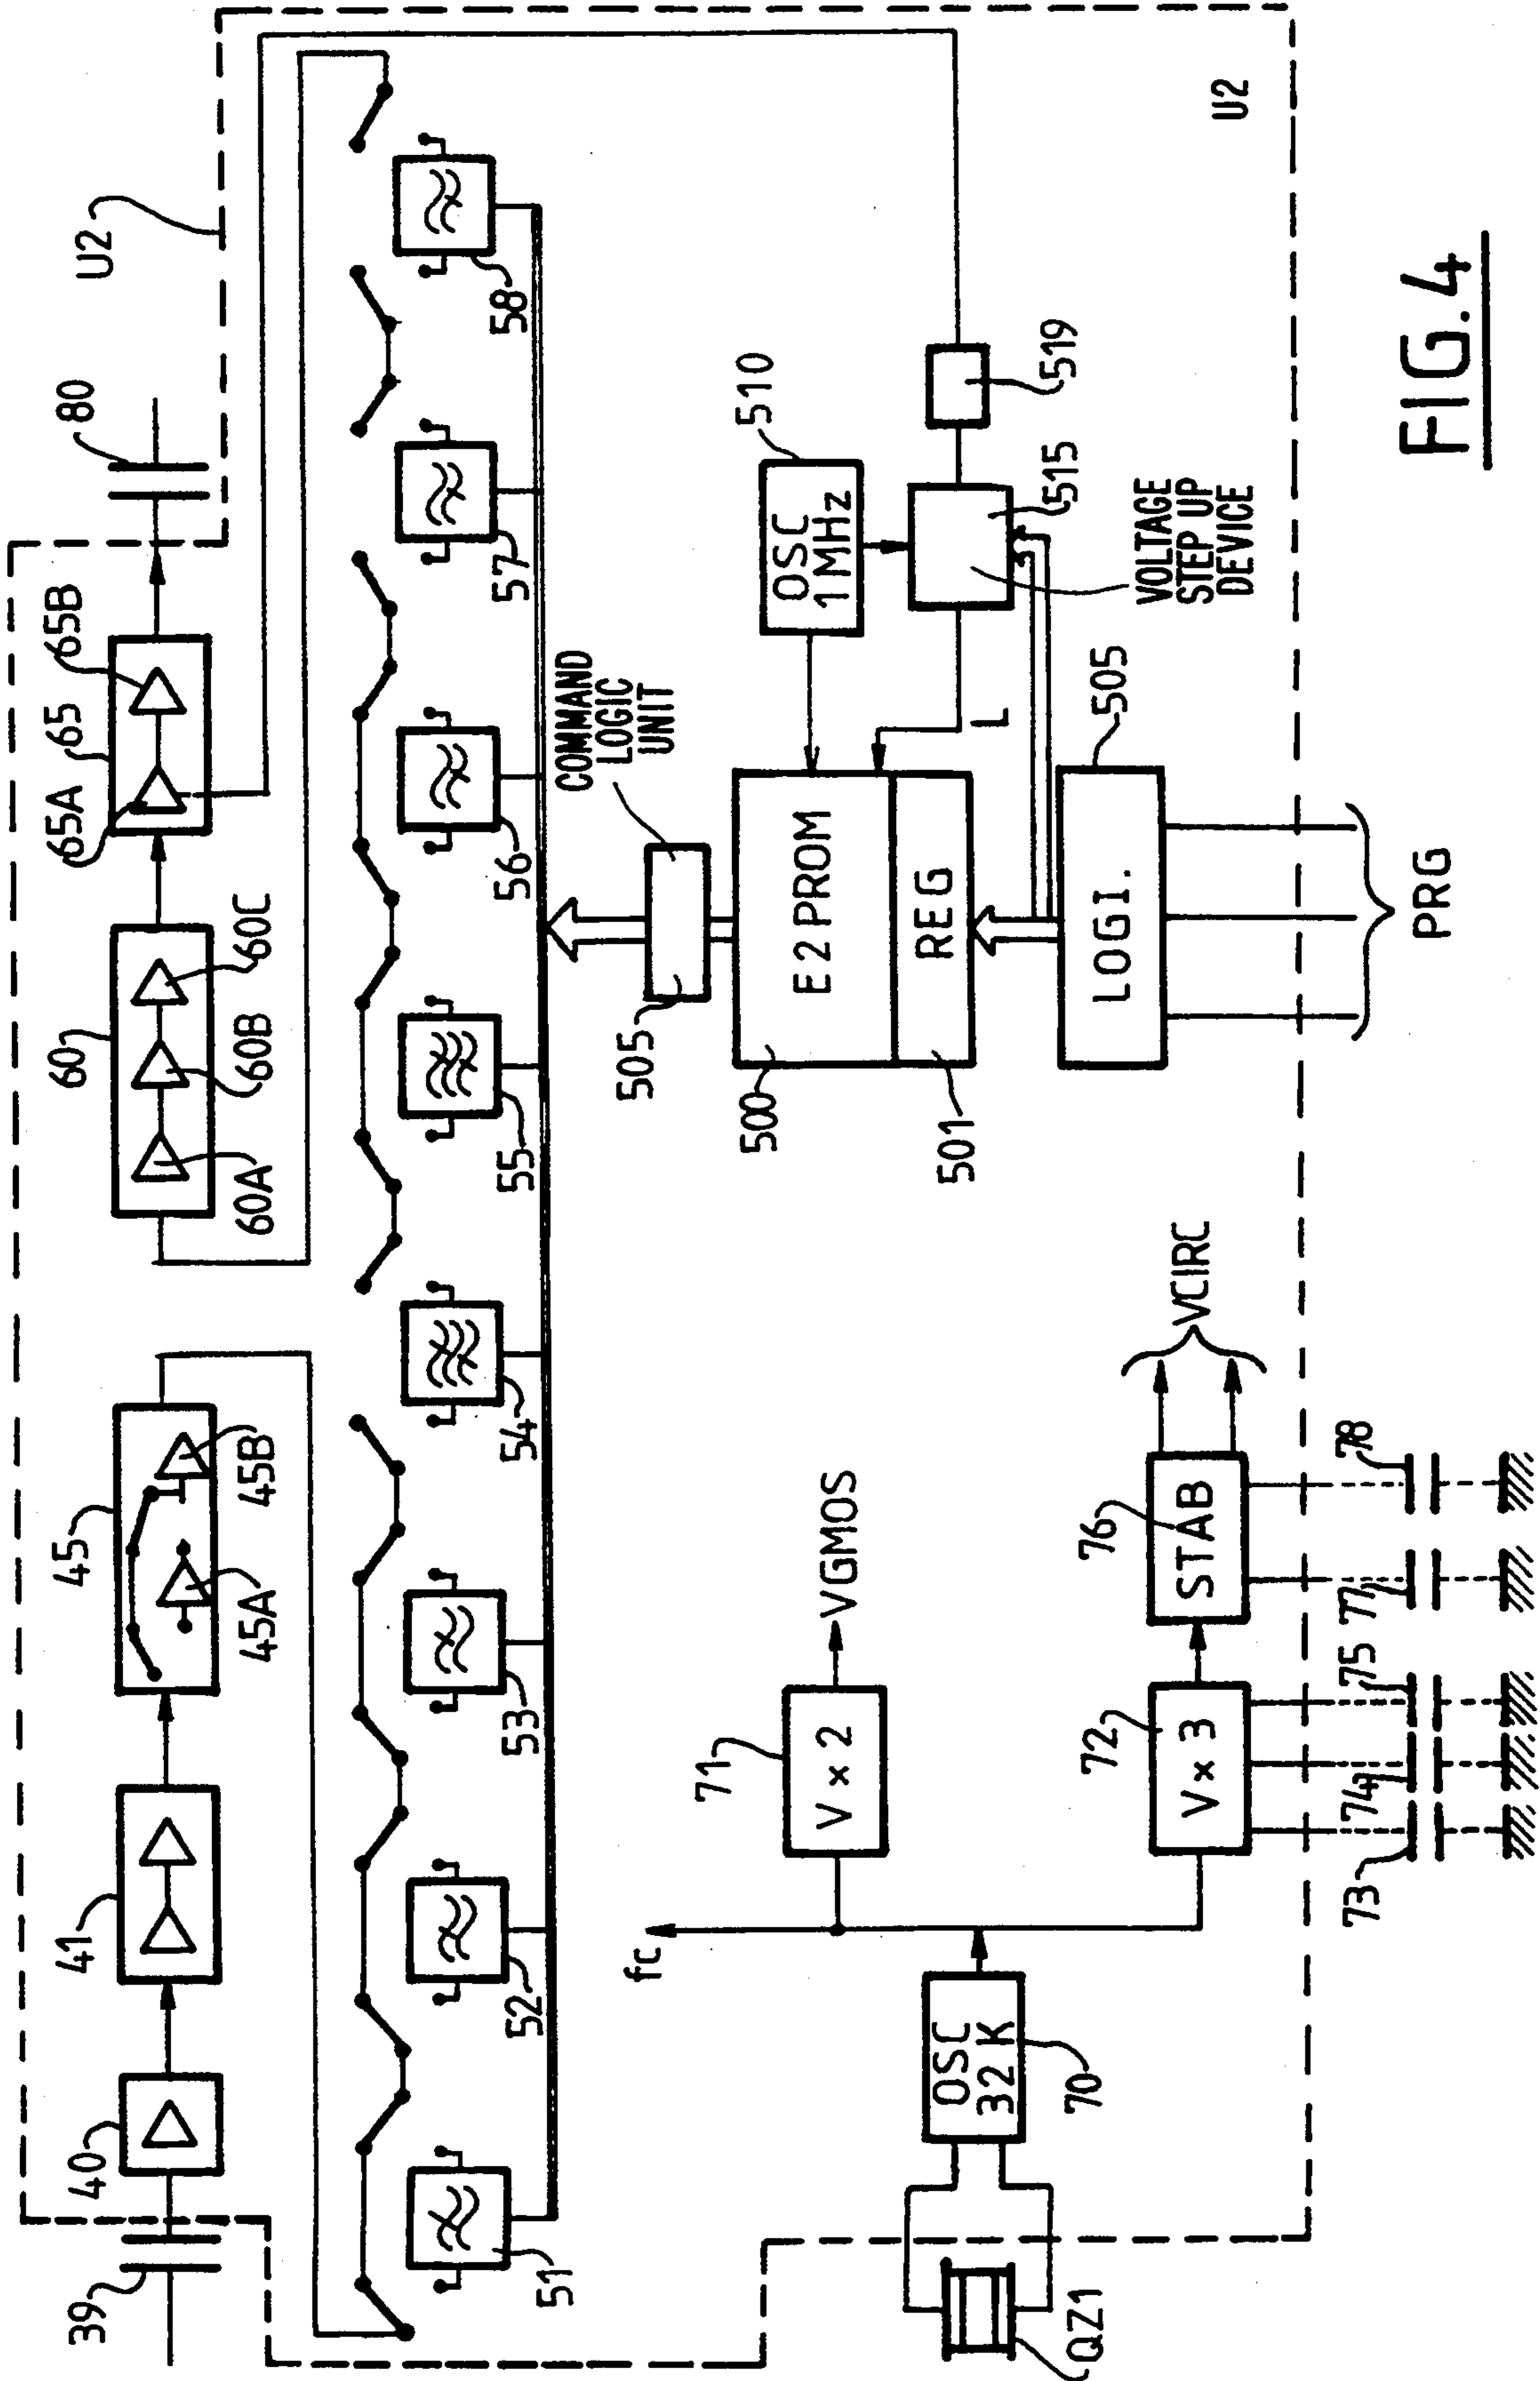 U2
39
40
41
45
45A
45B
60
60A
60B
60C
65
65A
65B
80
51
52
53
54
55
56
57
58
COMMAND
LOGIC
UNIT
505
500
E2PROM
501
REG
OSC
1MHz
510
L
515
519
VOLTAGE
STEP UP
DEVICE
LOGI.
505
PRG
U2
fc
QZ1
OSC
32 K
70
71
V x 2
VGMOS
72
V x 3
73
74
75
76
STAB
77
78
VCIRC
FIG.4